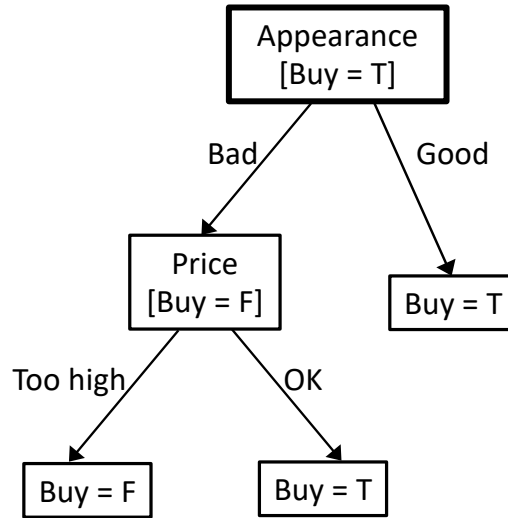 Appearance
[Buy = T]
Bad
Good
Price
[Buy = F]
Buy = T
Too high
OK
Buy = F
Buy = T